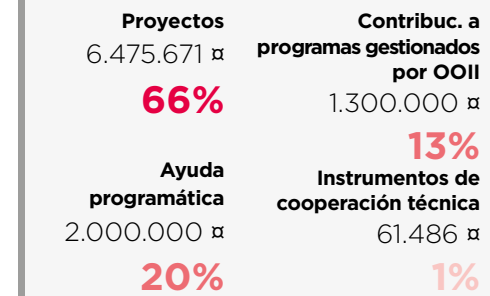 Proyectos
6.475.671 ¤
66%
Contribuc. a
programas gestionados
por OOII
1.300.000 ¤
13%
Ayuda
programática
2.000.000 ¤
20%
Instrumentos de
cooperación técnica
61.486 ¤
1%